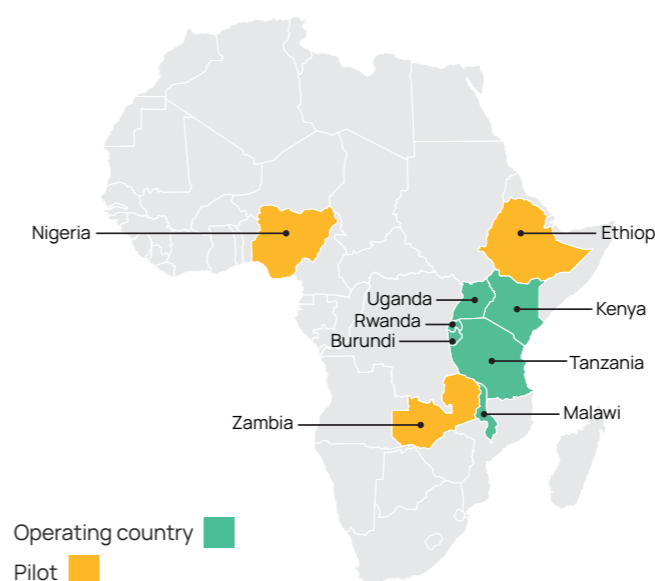 Nigeria
Ethiop
Uganda
Kenya
Rwanda
Burundi
Tanzania
Malawi
Zambia
Operating country
Pilot